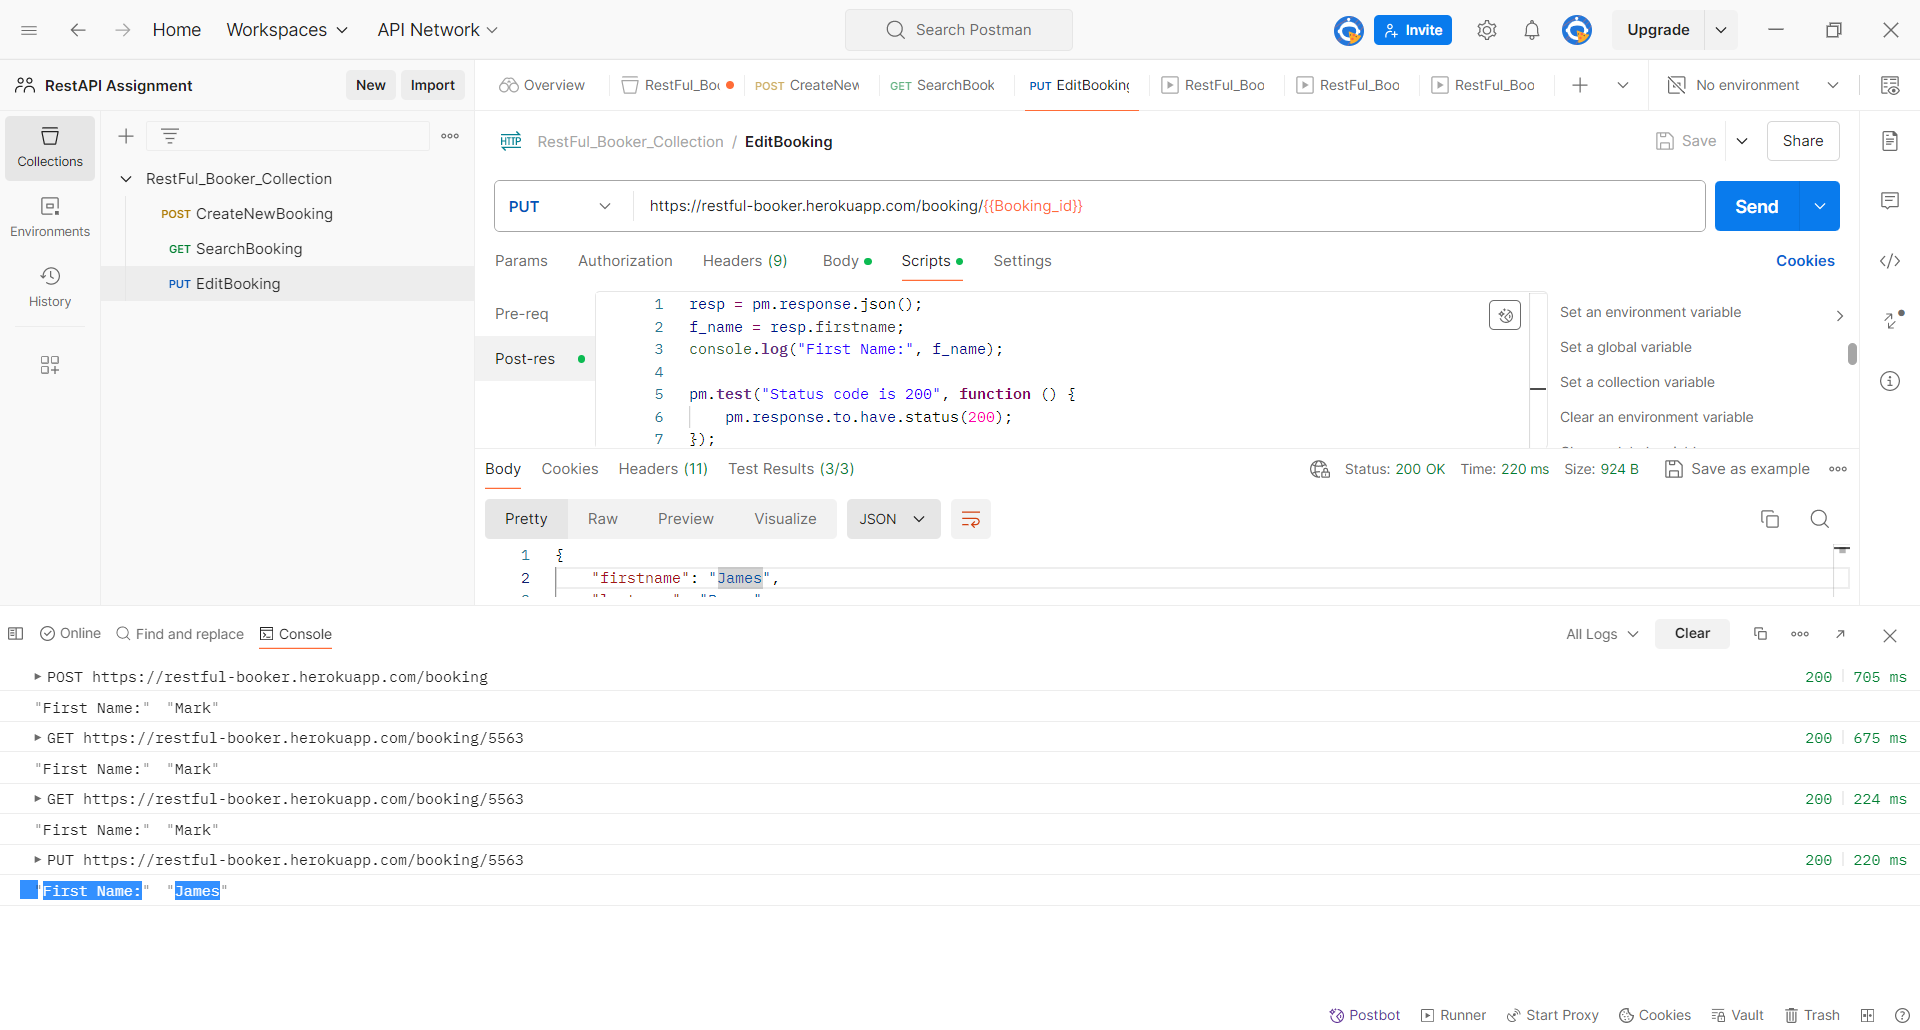 Home Workspaces API Network Search Postman Invite Upgrade
RestAPI Assignment New Import Overview RestFul_Bo POST CreateNew GET SearchBook PUT EditBooking RestFul_Boo RestFul_Boo RestFul_Boo No environment
Collections
Environments
History
RestFul_Booker_Collection
POST CreateNewBooking
GET SearchBooking
PUT EditBooking
HTTP RestFul_Booker_Collection / EditBooking Save Share
PUT https://restful-booker.herokuapp.com/booking/{{Booking_id}} Send
Params Authorization Headers (9) Body Scripts Settings Cookies
Pre-req
Post-res
1 resp = pm.response.json();
2 f_name = resp.firstname;
3 console.log("First Name:", f_name);
4
5 pm.test("Status code is 200", function () {
6 pm.response.to.have.status(200);
7 });
Set an environment variable
Set a global variable
Set a collection variable
Clear an environment variable
Body Cookies Headers (11) Test Results (3/3) Status: 200 OK Time: 220 ms Size: 924 B Save as example
Pretty Raw Preview Visualize JSON
1 {
2 "firstname": "James",
Online Find and replace Console All Logs Clear
POST https://restful-booker.herokuapp.com/booking 200 705 ms
"First Name:" "Mark"
GET https://restful-booker.herokuapp.com/booking/5563 200 675 ms
"First Name:" "Mark"
GET https://restful-booker.herokuapp.com/booking/5563 200 224 ms
"First Name:" "Mark"
PUT https://restful-booker.herokuapp.com/booking/5563 200 220 ms
"First Name:" "James"
Postbot Runner Start Proxy Cookies Vault Trash